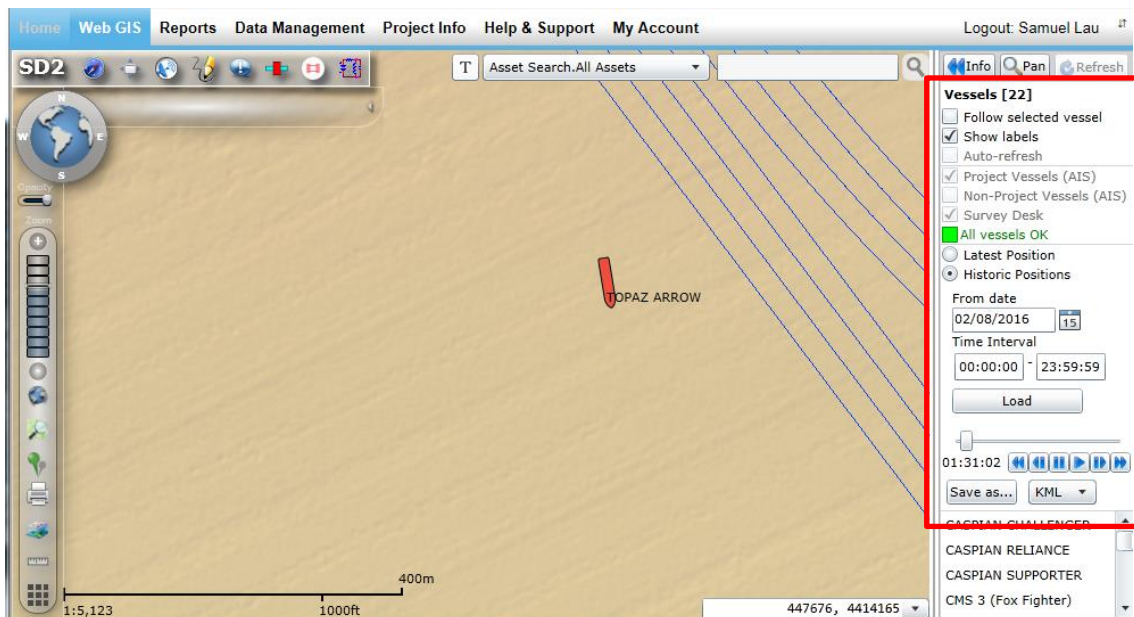 Home Web GIS Reports Data Management Project Info Help & Support My Account Logout: Samuel Lau
SD2
T Asset Search.All Assets
Info Pan Refresh
N
W E
S
Opacity
Zoom
TOPAZ ARROW
400m
1:5,123 1000ft
447676, 4414165
Vessels [22]
Follow selected vessel
Show labels
Auto-refresh
Project Vessels (AIS)
Non-Project Vessels (AIS)
Survey Desk
All vessels OK
Latest Position
Historic Positions
From date
02/08/2016 15
Time Interval
00:00:00 - 23:59:59
Load
01:31:02
Save as... KML
CASPIAN CHALLENGER
CASPIAN RELIANCE
CASPIAN SUPPORTER
CMS 3 (Fox Fighter)